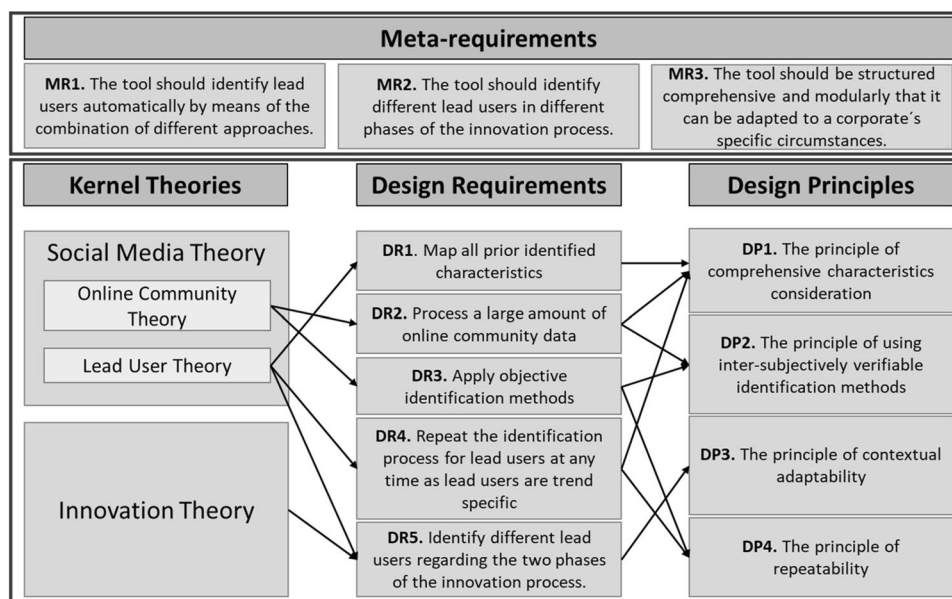 Meta-requirements
MR1. The tool should identify lead
users automatically by means of the
combination of different approaches.
MR2. The tool should identify
different lead users in different
phases of the innovation process.
MR3. The tool should be structured
comprehensive and modularly that it
can be adapted to a corporate´s
specific circumstances.
Kernel Theories
Design Requirements
Design Principles
Social Media Theory
Online Community
Theory
Lead User Theory
Innovation Theory
DR1. Map all prior identified
characteristics
DR2. Process a large amount of
online community data
DR3. Apply objective
identification methods
DR4. Repeat the identification
process for lead users at any
time as lead users are trend
specific
DR5. Identify different lead
users regarding the two phases
of the innovation process.
DP1. The principle of
comprehensive characteristics
consideration
DP2. The principle of using
inter-subjectively verifiable
identification methods
DP3. The principle of contextual
adaptability
DP4. The principle of
repeatability